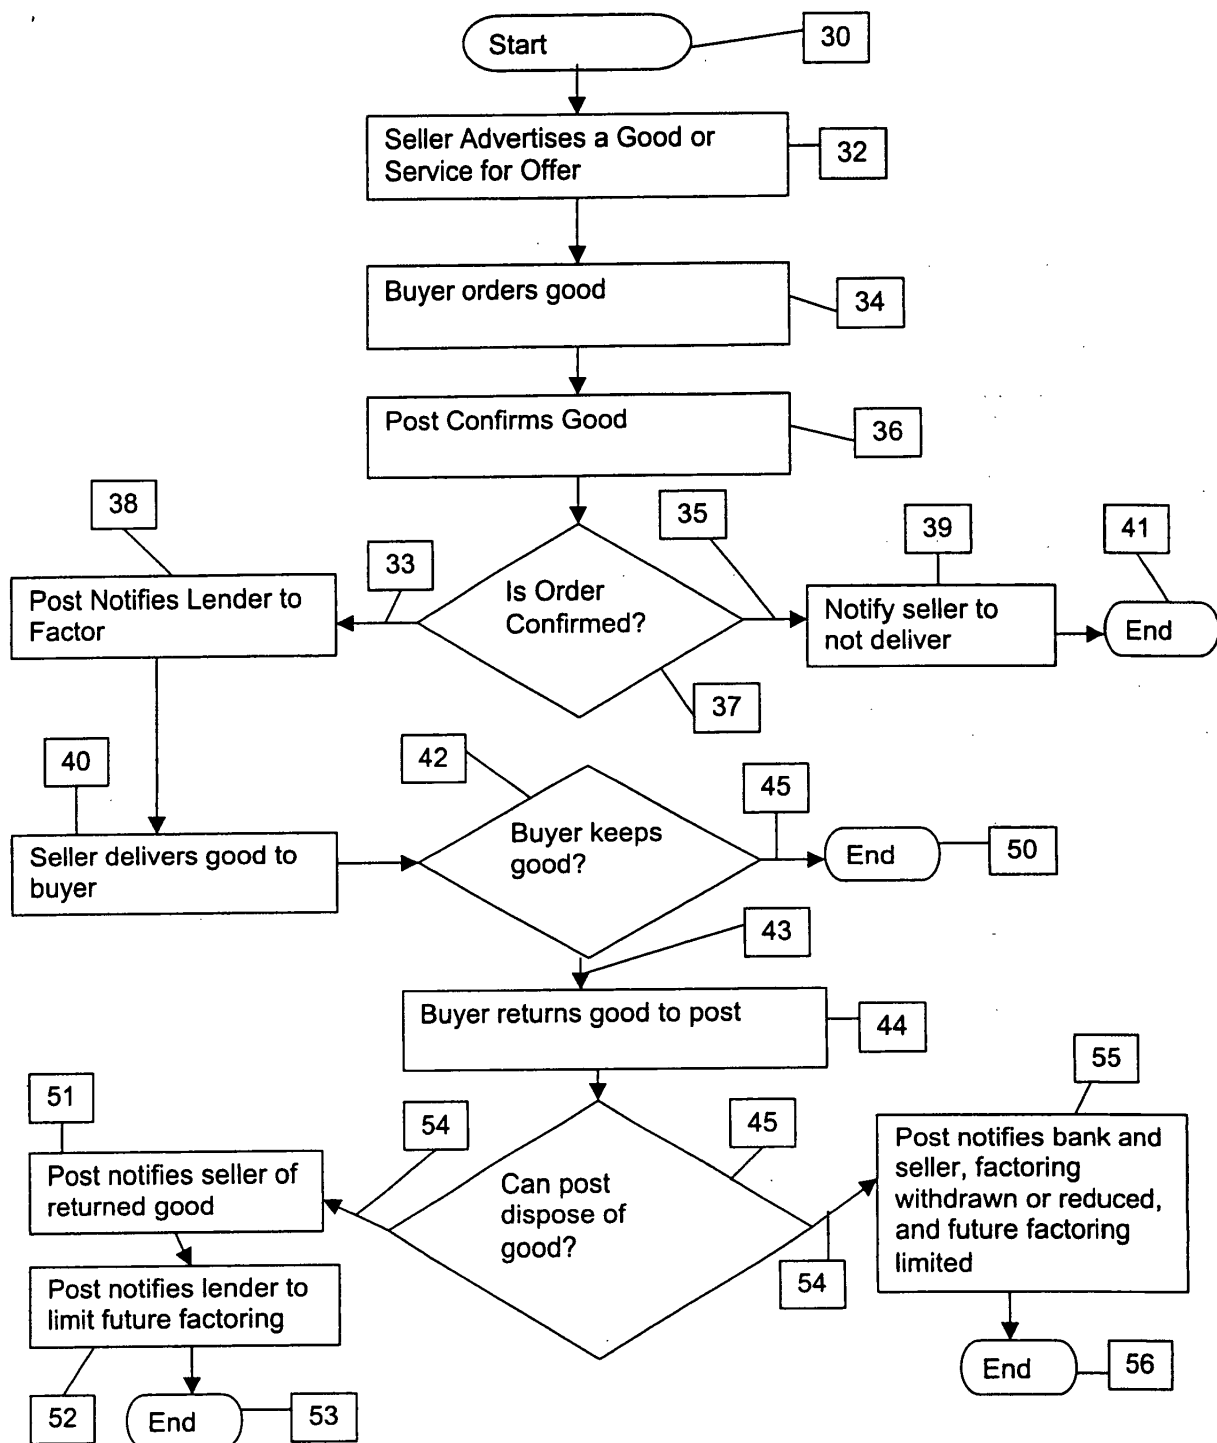 Start
30
Seller Advertises a Good or
Service for Offer
32
Buyer orders good
34
Post Confirms Good
36
38
35
39
41
33
Is Order
Confirmed?
Post Notifies Lender to
Factor
Notify seller to
not deliver
End
37
40
42
45
Seller delivers good to
buyer
Buyer keeps
good?
End
50
43
Buyer returns good to post
44
55
51
54
45
Post notifies seller of
returned good
Can post
dispose of
good?
Post notifies bank and
seller, factoring
withdrawn or reduced,
and future factoring
limited
54
Post notifies lender to
limit future factoring
End
56
52
End
53